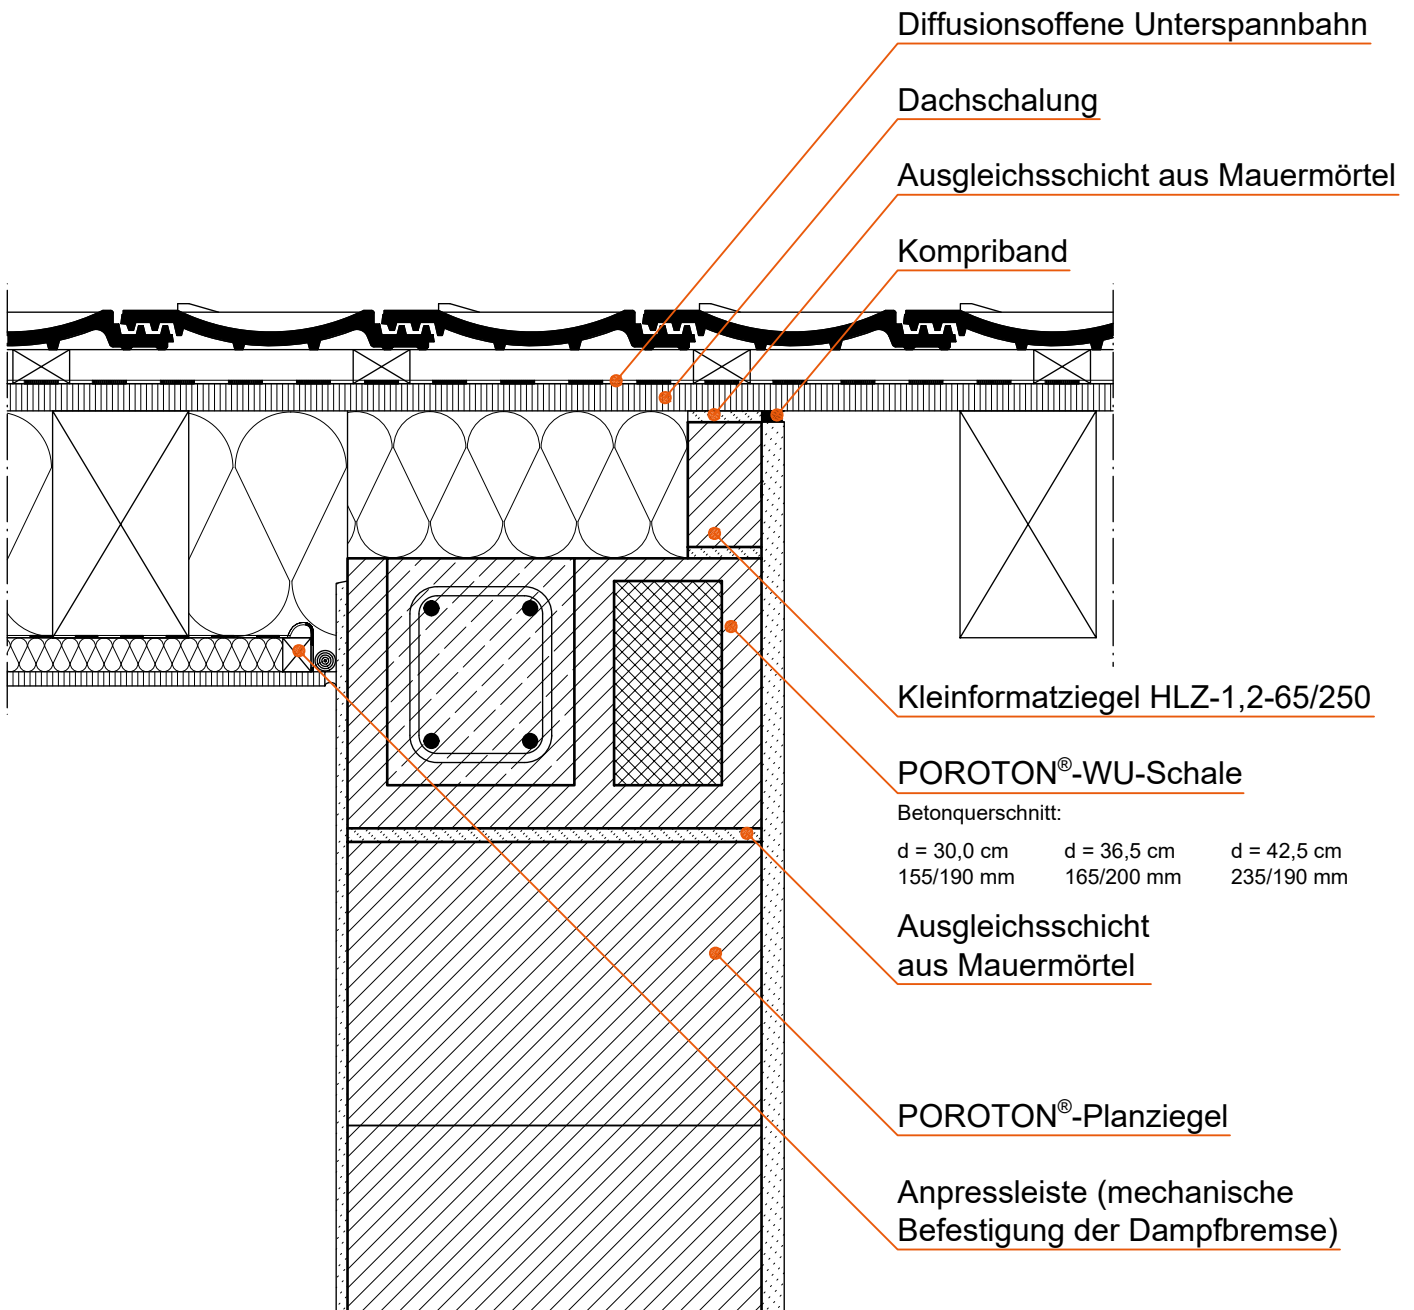 Diffusionsoffene Unterspannbahn
Dachschalung
Ausgleichsschicht aus Mauermörtel
Kompriband
Kleinformatziegel HLZ-1,2-65/250
POROTON®-WU-Schale
Betonquerschnitt:
d = 30,0 cm d = 36,5 cm d = 42,5 cm
155/190 mm 165/200 mm 235/190 mm
Ausgleichsschicht
aus Mauermörtel
POROTON®-Planziegel
Anpressleiste (mechanische
Befestigung der Dampfbremse)